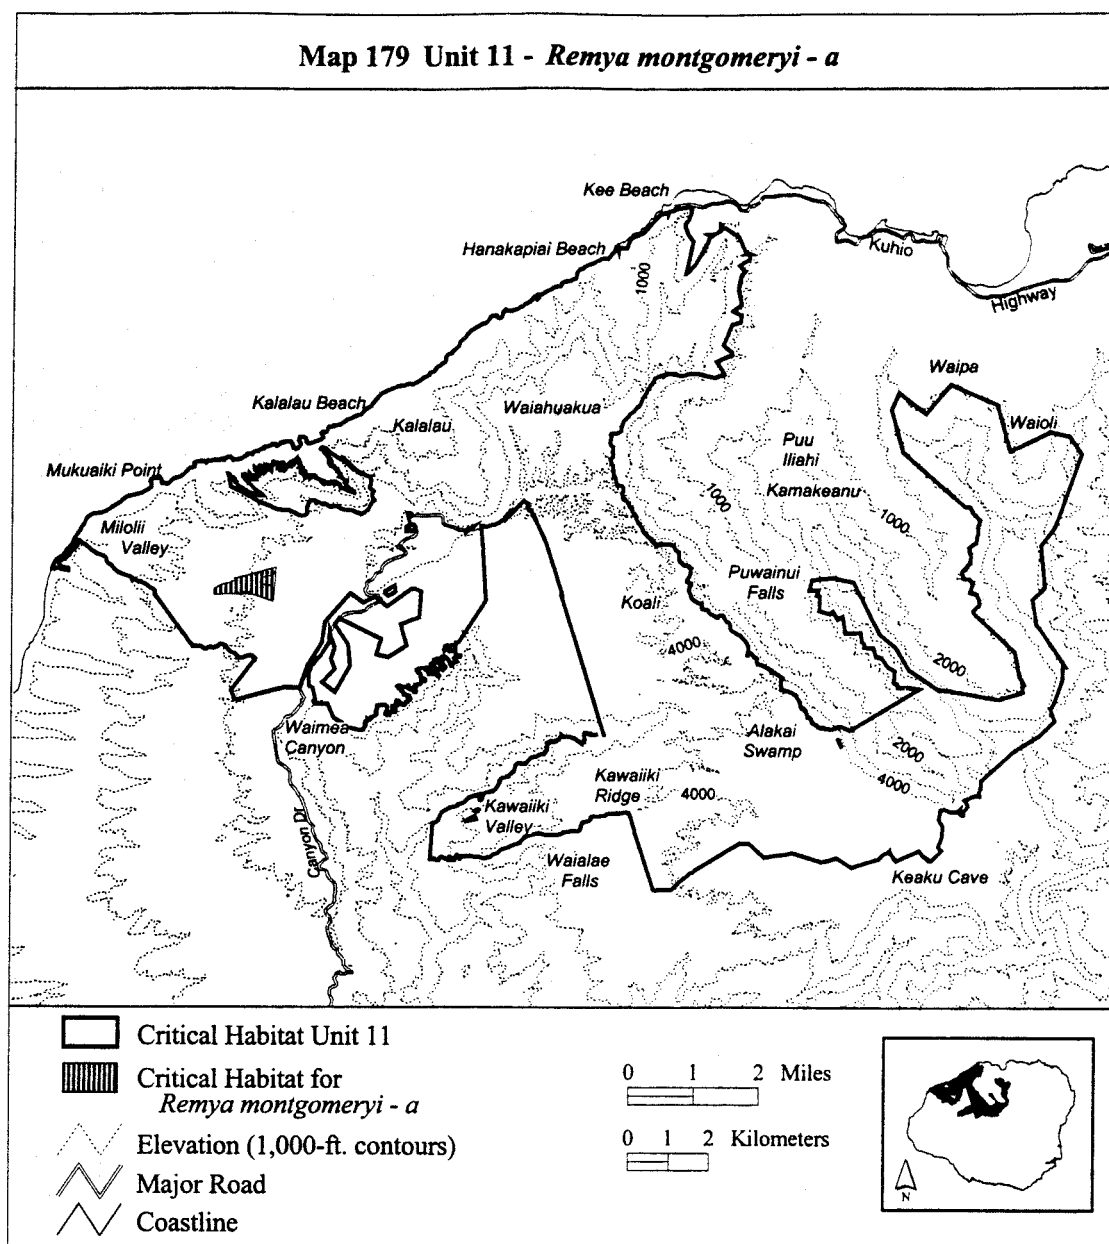 Map 179 Unit 11 - Remya montgomeryi - a
Kee Beach
Hanakapiai Beach
1000
Kuhio
Highway
Waipa
Kalalau Beach
Kalalau
Waiahuakua
Waioli
Mukuaiki Point
Puu
Iliahi
Kamakeanu
1000
1000
Milolii
Valley
Puwainui
Falls
Koali
4000
2000
Waimea
Canyon
Alakai
Swamp
2000
4000
Kawaiiki
Ridge
4000
Kawaiiki
Valley
Canyon Dr
Waialae
Falls
Keaku Cave
Critical Habitat Unit 11
Critical Habitat for
Remya montgomeryi - a
Elevation (1,000-ft. contours)
Major Road
Coastline
0 1 2 Miles
0 1 2 Kilometers
N